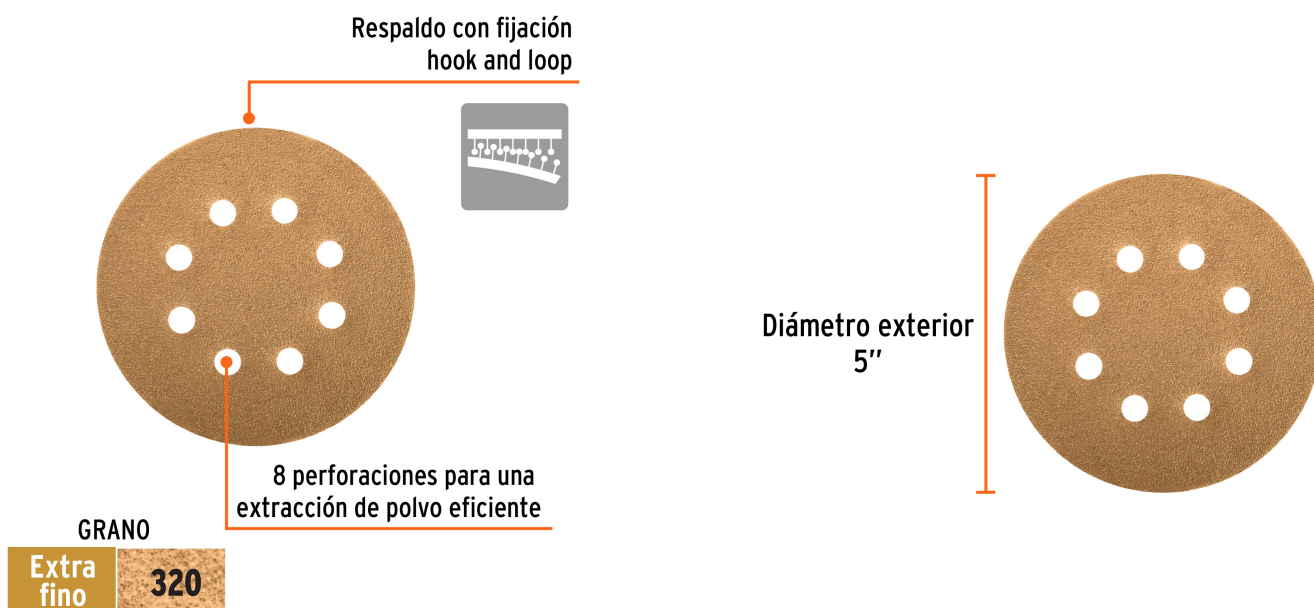 Respaldo con fijación
hook and loop
Diámetro exterior
5’’
8 perforaciones para una
extracción de polvo eficiente
GRANO
Extra
fino
320